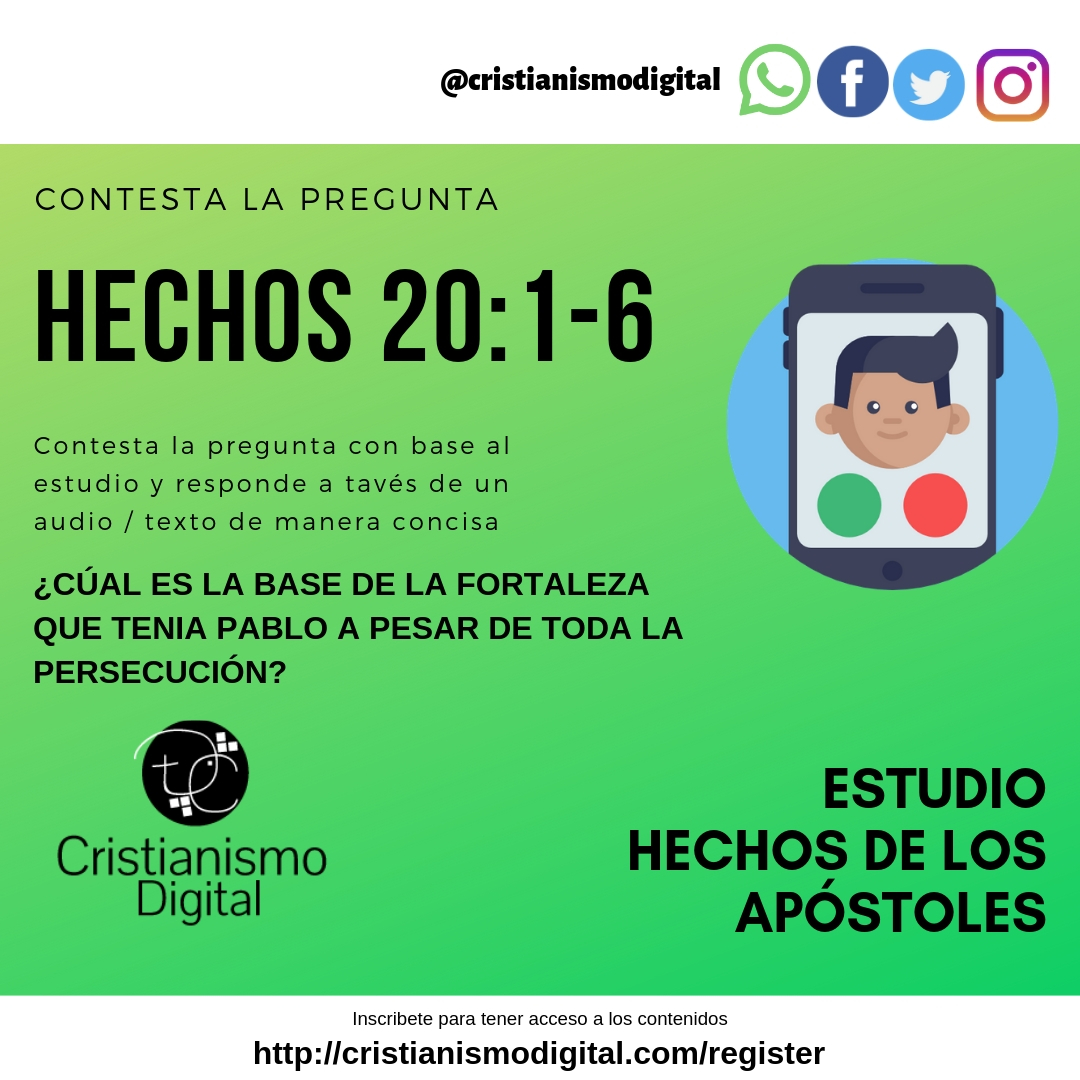 @cristianismodigital
CONTESTA LA PREGUNTA
HECHOS 20:1-6
Contesta la pregunta con base al
estudio y responde a tavés de un
audio / texto de manera concisa
¿CÚAL ES LA BASE DE LA FORTALEZA
QUE TENIA PABLO A PESAR DE TODA LA
PERSECUCIÓN?
Cristianismo
Digital
ESTUDIO
HECHOS DE LOS
APÓSTOLES
Inscribete para tener acceso a los contenidos
http://cristianismodigital.com/register